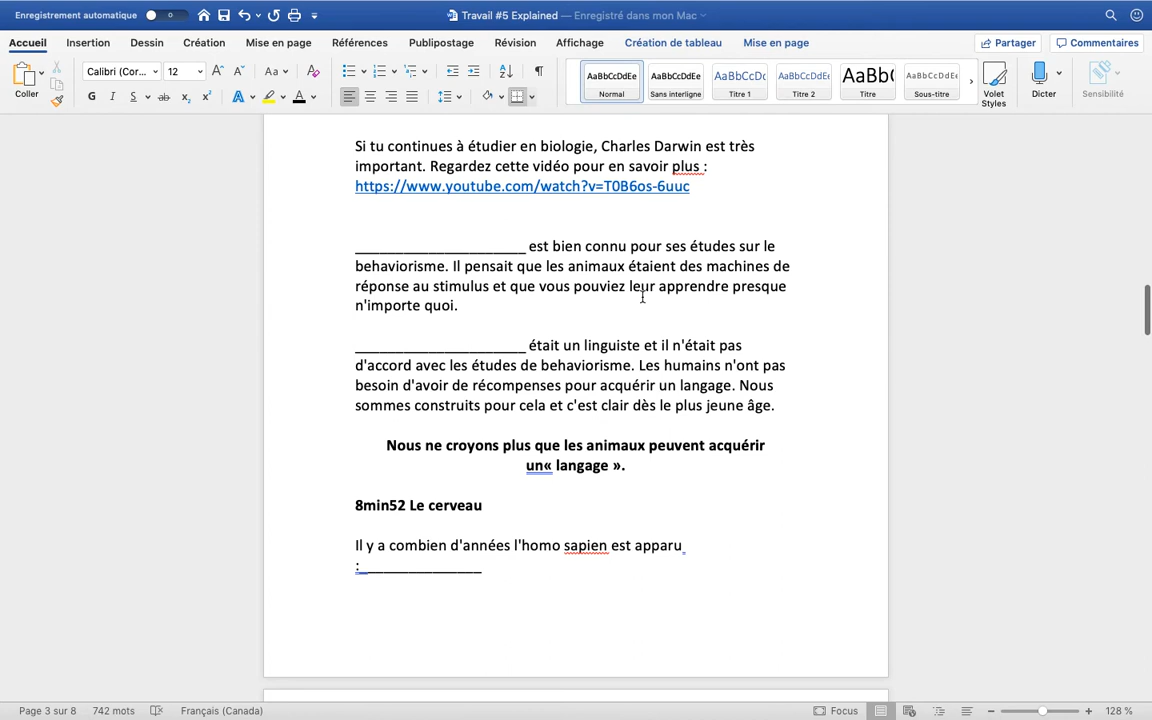 Enregistrement automatique
Travail #5 Explained — Enregistré dans mon Mac
Accueil Insertion Dessin Création Mise en page Références Publipostage Révision Affichage Création de tableau Mise en page Partager Commentaires
Coller
Calibri (Cor... 12
AaBbCcDdEe Normal
AaBbCcDdEe Sans interligne
AaBbCcDc Titre 1
AaBbCcDdEe Titre 2
AaBb( Titre
AaBbCcDdEe Sous-titre
Volet Styles
Dicter
Sensibilité
Si tu continues à étudier en biologie, Charles Darwin est très
important. Regardez cette vidéo pour en savoir plus :
https://www.youtube.com/watch?v=T0B6os-6uuc
_____________________ est bien connu pour ses études sur le
behaviorisme. Il pensait que les animaux étaient des machines de
réponse au stimulus et que vous pouviez leur apprendre presque
n'importe quoi.
_____________________ était un linguiste et il n'était pas
d'accord avec les études de behaviorisme. Les humains n'ont pas
besoin d'avoir de récompenses pour acquérir un langage. Nous
sommes construits pour cela et c'est clair dès le plus jeune âge.
Nous ne croyons plus que les animaux peuvent acquérir
un« langage ».
8min52 Le cerveau
Il y a combien d'années l'homo sapien est apparu
:_______________
Page 3 sur 8 742 mots Français (Canada) Focus 128 %